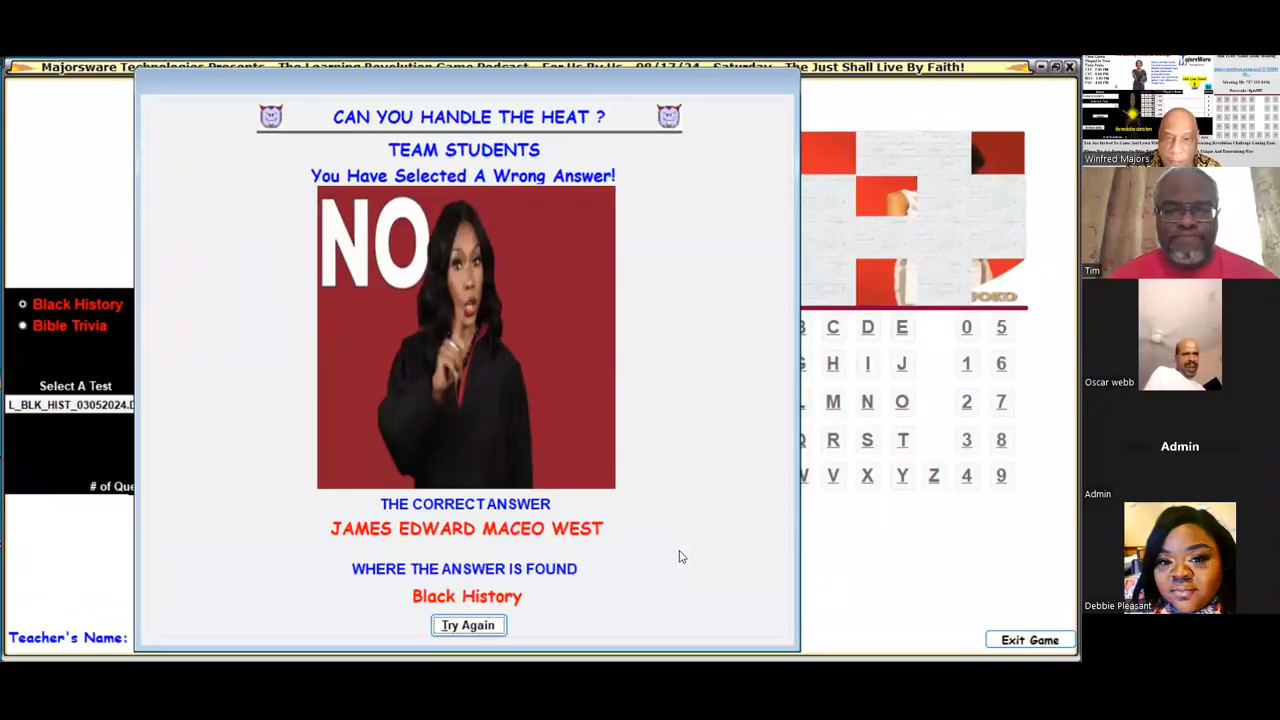 Majorsware Technologies Presents - The Learning Revolution Game Podcast - For Us By Us - 08/17/24 - Saturday - The Just Shall Live By Faith!
CAN YOU HANDLE THE HEAT ?
TEAM STUDENTS
You Have Selected A Wrong Answer!
NO
THE CORRECT ANSWER
JAMES EDWARD MACEO WEST
WHERE THE ANSWER IS FOUND
Black History
Try Again
Black History
Bible Trivia
Select A Test
L_BLK_HIST_03052024.D
# of Que
Teacher's Name:
C D E 0 5
H I J 1 6
M N O 2 7
R S T 3 8
V X Y Z 4 9
Exit Game
Winfred Majors
Tim
Oscar webb
Admin
Admin
Debbie Pleasant